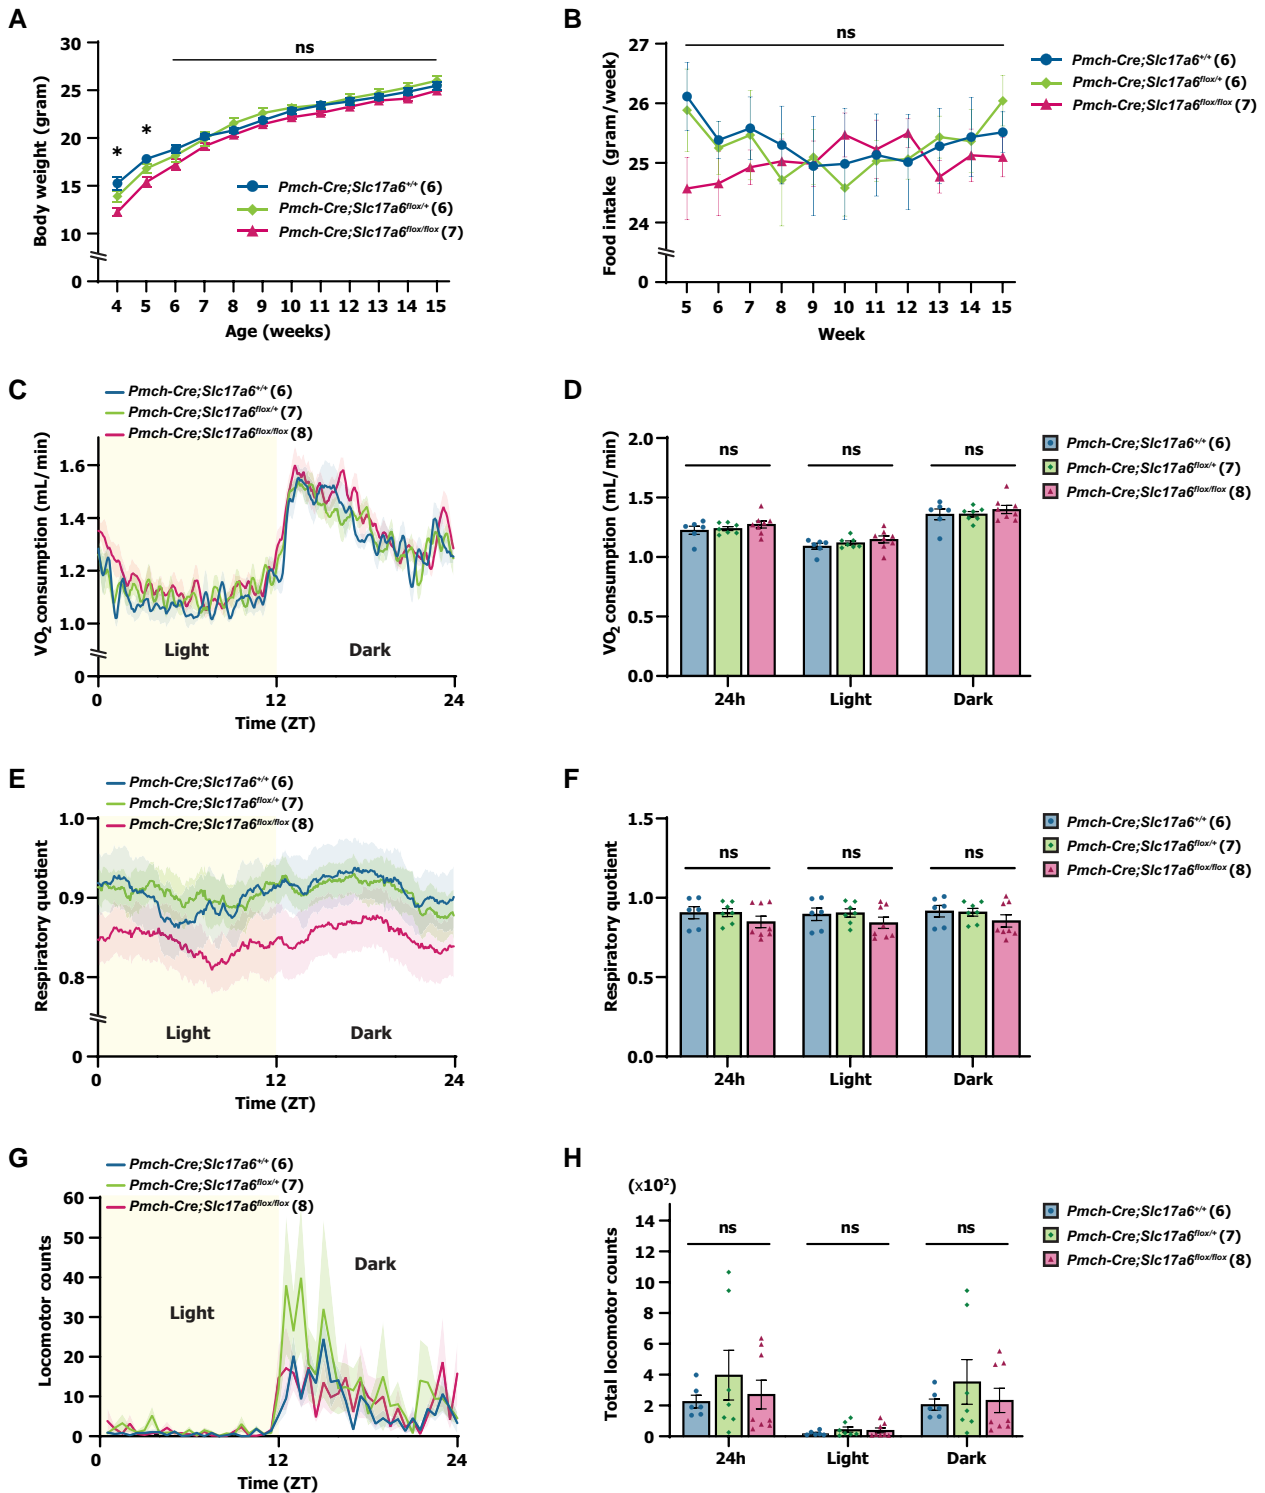 A
30
25
20
15
10
0
Body weight (gram)
ns
*
*
Pmch-Cre;Slc17a6+/+ (6)
Pmch-Cre;Slc17a6flox/+ (6)
Pmch-Cre;Slc17a6flox/flox (7)
4 5 6 7 8 9 10 11 12 13 14 15
Age (weeks)
B
27
26
25
24
0
Food intake (gram/week)
ns
Pmch-Cre;Slc17a6+/+ (6)
Pmch-Cre;Slc17a6flox/+ (6)
Pmch-Cre;Slc17a6flox/flox (7)
5 6 7 8 9 10 11 12 13 14 15
Week
C
Pmch-Cre;Slc17a6+/+ (6)
Pmch-Cre;Slc17a6flox/+ (7)
Pmch-Cre;Slc17a6flox/flox (8)
1.6
1.4
1.2
1.0
0
VO2 consumption (mL/min)
Light Dark
0 12 24
Time (ZT)
D
2.0
1.5
1.0
0.5
0.0
VO2 consumption (mL/min)
ns ns ns
24h Light Dark
Pmch-Cre;Slc17a6+/+ (6)
Pmch-Cre;Slc17a6flox/+ (7)
Pmch-Cre;Slc17a6flox/flox (8)
E
Pmch-Cre;Slc17a6+/+ (6)
Pmch-Cre;Slc17a6flox/+ (7)
Pmch-Cre;Slc17a6flox/flox (8)
1.0
0.9
0.8
0
Respiratory quotient
Light Dark
0 12 24
Time (ZT)
F
1.5
1.0
0.5
0.0
Respiratory quotient
ns ns ns
24h Light Dark
Pmch-Cre;Slc17a6+/+ (6)
Pmch-Cre;Slc17a6flox/+ (7)
Pmch-Cre;Slc17a6flox/flox (8)
G
Pmch-Cre;Slc17a6+/+ (6)
Pmch-Cre;Slc17a6flox/+ (7)
Pmch-Cre;Slc17a6flox/flox (8)
60
50
40
30
20
10
0
Locomotor counts
Light
Dark
0 12 24
Time (ZT)
H
(x10²)
14
12
10
8
6
4
2
0
Total locomotor counts
ns ns ns
24h Light Dark
Pmch-Cre;Slc17a6+/+ (6)
Pmch-Cre;Slc17a6flox/+ (7)
Pmch-Cre;Slc17a6flox/flox (8)